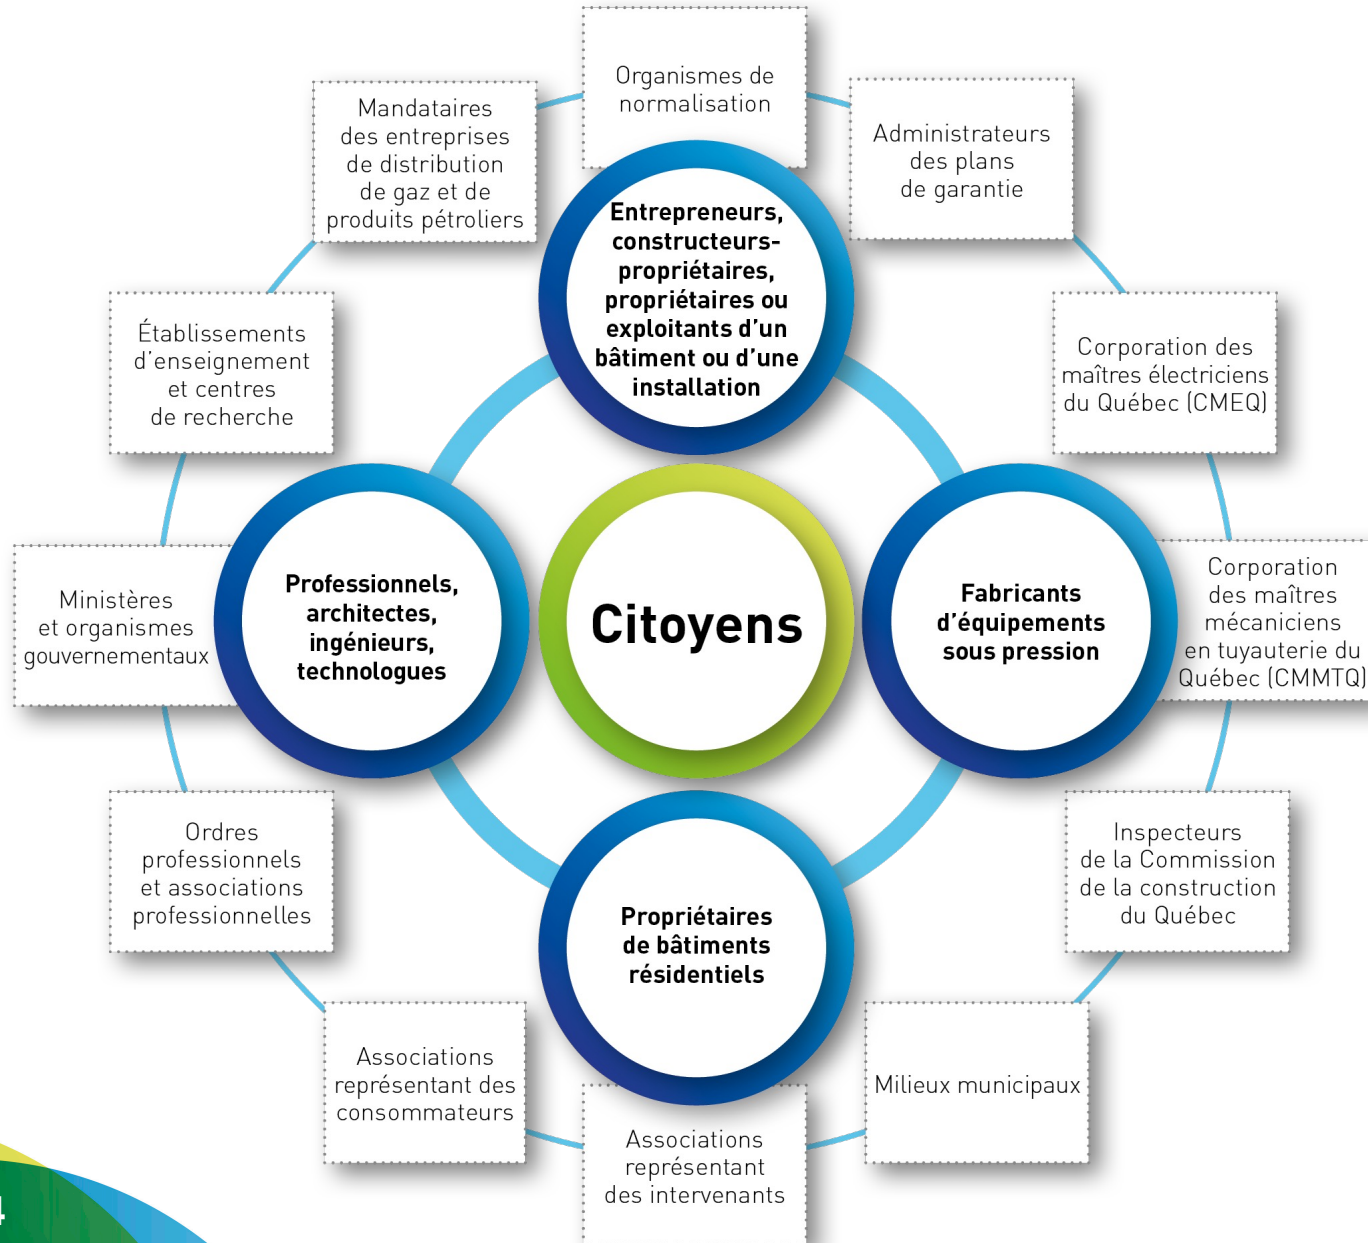 Organismes de
normalisation
Mandataires
des entreprises
de distribution
de gaz et de
produits pétroliers
Administrateurs
des plans
de garantie
Entrepreneurs,
constructeurs-
propriétaires,
propriétaires ou
exploitants d'un
bâtiment ou d'une
installation
Établissements
d'enseignement
et centres
de recherche
Corporation des
maîtres électriciens
du Québec (CMEQ)
Ministères
et organismes
gouvernementaux
Professionnels,
architectes,
ingénieurs,
technologues
Citoyens
Fabricants
d'équipements
sous pression
Corporation
des maîtres
mécaniciens
en tuyauterie du
Québec (CMMTQ)
Ordres
professionnels
et associations
professionnelles
Inspecteurs
de la Commission
de la construction
du Québec
Propriétaires
de bâtiments
résidentiels
Associations
représentant des
consommateurs
Milieux municipaux
Associations
représentant
des intervenants
4